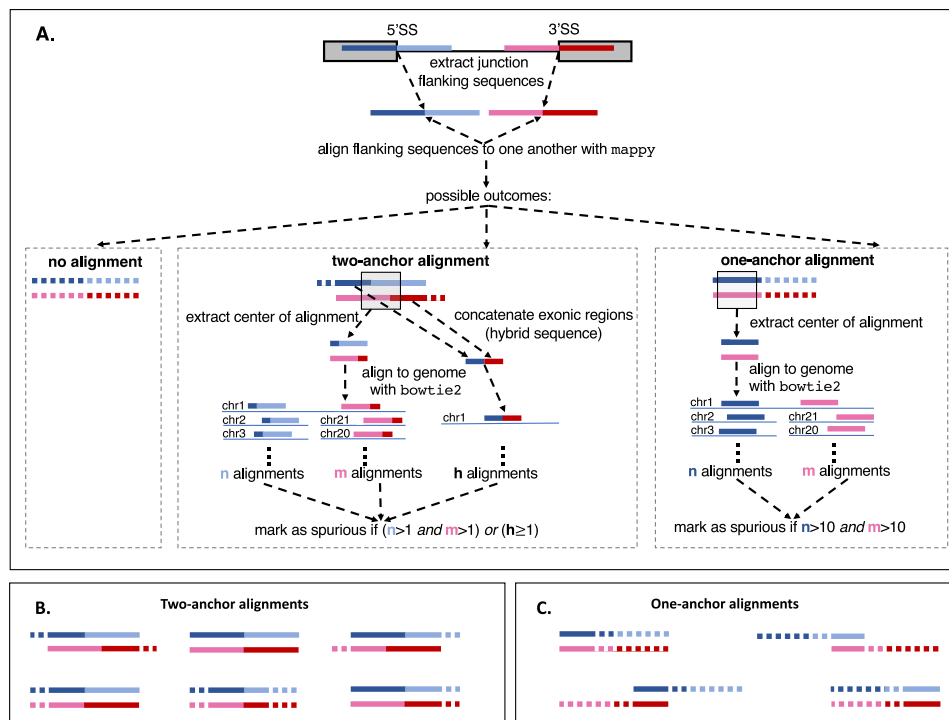 A.
5'SS
3'SS
extract junction
flanking sequences
align flanking sequences to one another with mappy
possible outcomes:
no alignment
two-anchor alignment
extract center of alignment
concatenate exonic regions
(hybrid sequence)
align to genome
with bowtie2
chr1
chr2
chr3
chr21
chr20
chr1
n alignments
m alignments
h alignments
mark as spurious if (n>1 and m>1) or (h≥1)
one-anchor alignment
extract center of alignment
align to genome
with bowtie2
chr1
chr2
chr3
chr21
chr20
n alignments
m alignments
mark as spurious if n>10 and m>10
B.
Two-anchor alignments
C.
One-anchor alignments